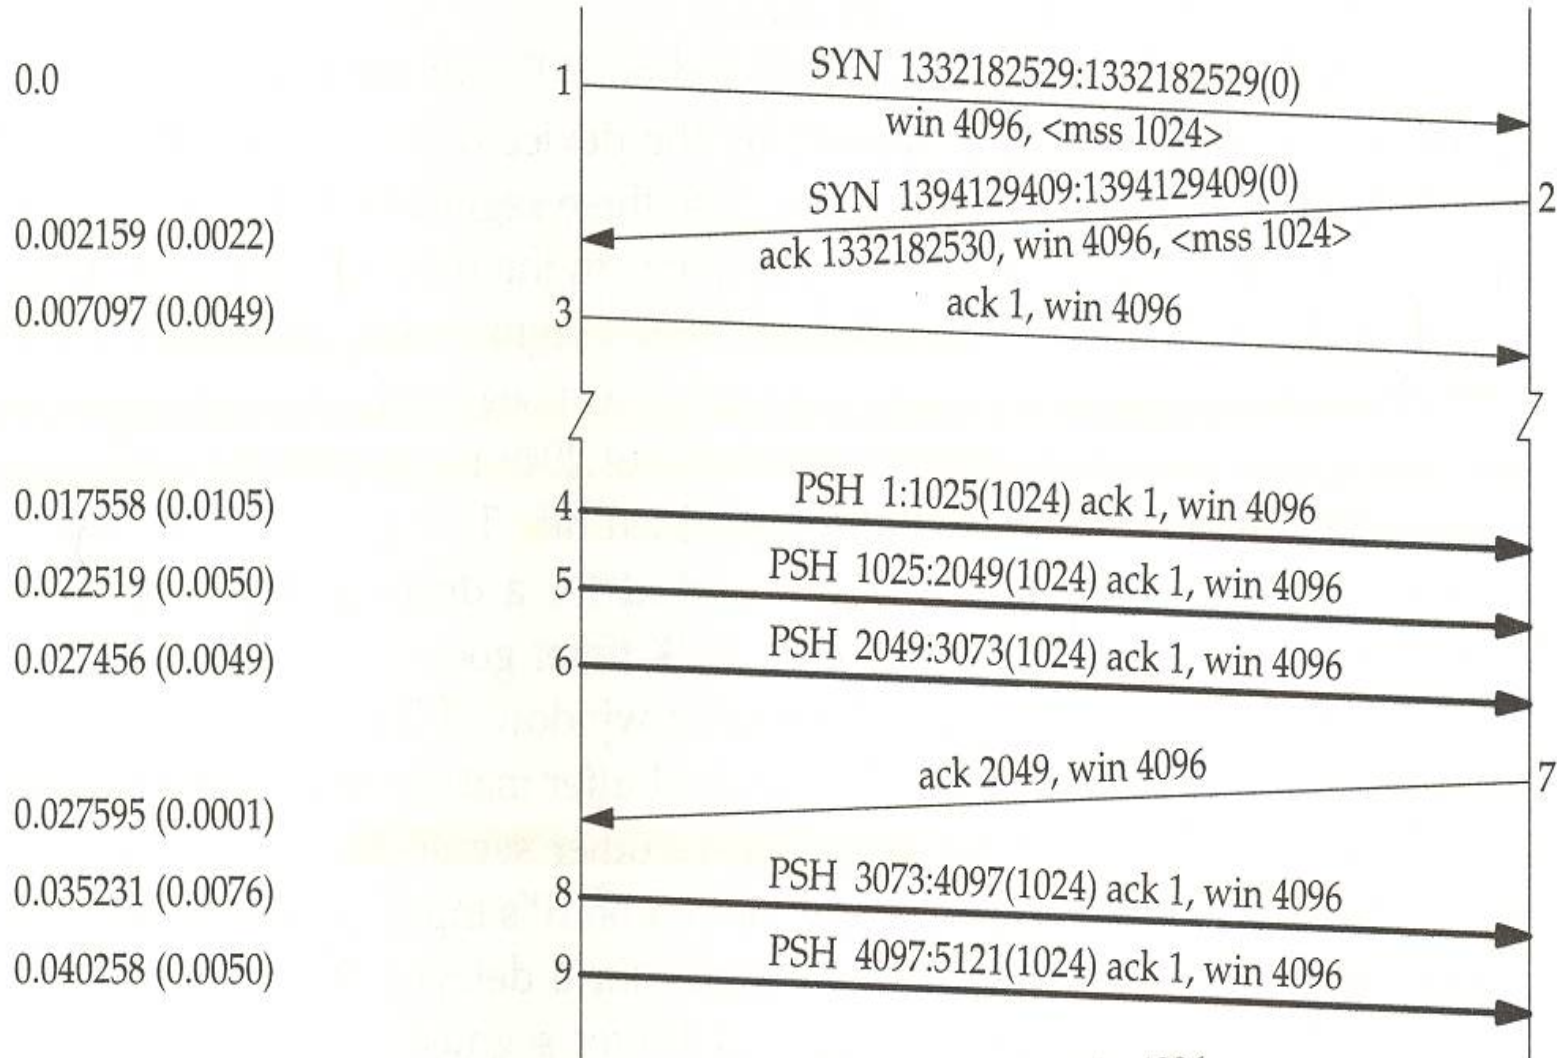 0.0
1
SYN 1332182529:1332182529(0)
win 4096, <mss 1024>
SYN 1394129409:1394129409(0)
2
0.002159 (0.0022)
ack 1332182530, win 4096, <mss 1024>
0.007097 (0.0049)
3
ack 1, win 4096
0.017558 (0.0105)
4
PSH 1:1025(1024) ack 1, win 4096
0.022519 (0.0050)
5
PSH 1025:2049(1024) ack 1, win 4096
0.027456 (0.0049)
6
PSH 2049:3073(1024) ack 1, win 4096
ack 2049, win 4096
7
0.027595 (0.0001)
0.035231 (0.0076)
8
PSH 3073:4097(1024) ack 1, win 4096
0.040258 (0.0050)
9
PSH 4097:5121(1024) ack 1, win 4096